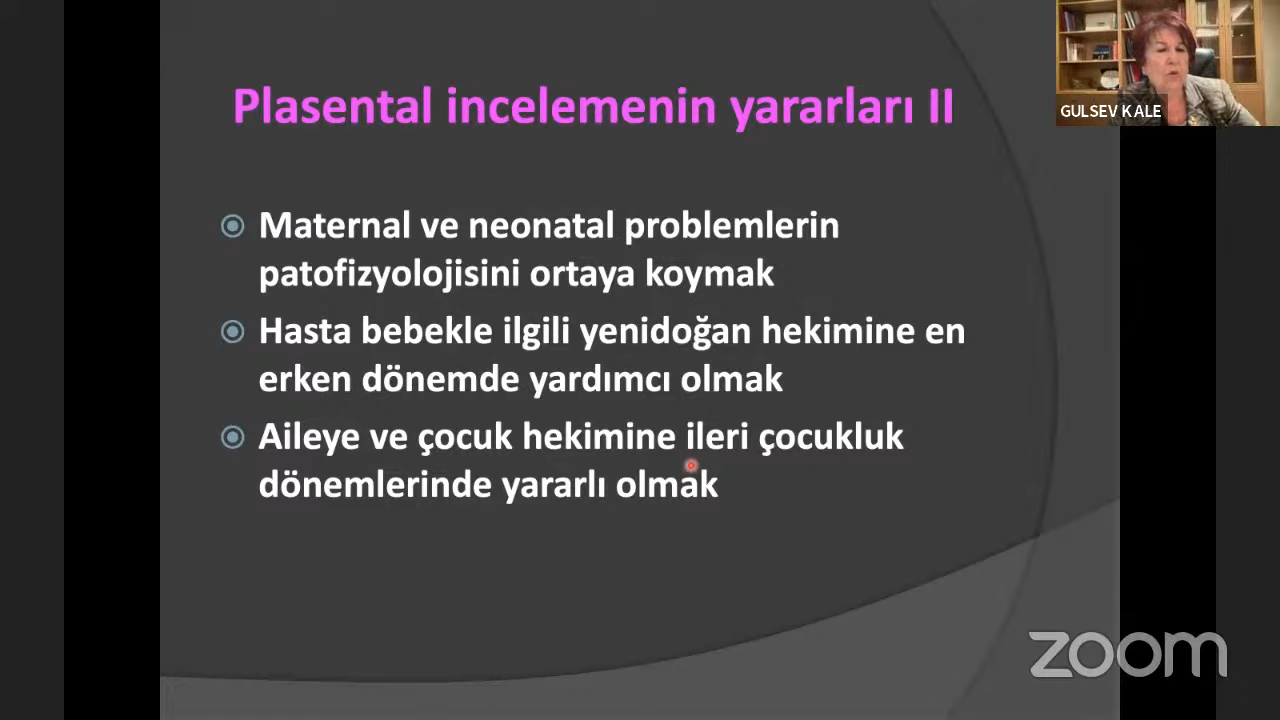 Plasental incelemenin yararları II
GULSEV KALE
Maternal ve neonatal problemlerin
patofizyolojisini ortaya koymak
Hasta bebekle ilgili yenidoğan hekimine en
erken dönemde yardımcı olmak
Aileye ve çocuk hekimine ileri çocukluk
dönemlerinde yararlı olmak
zoom